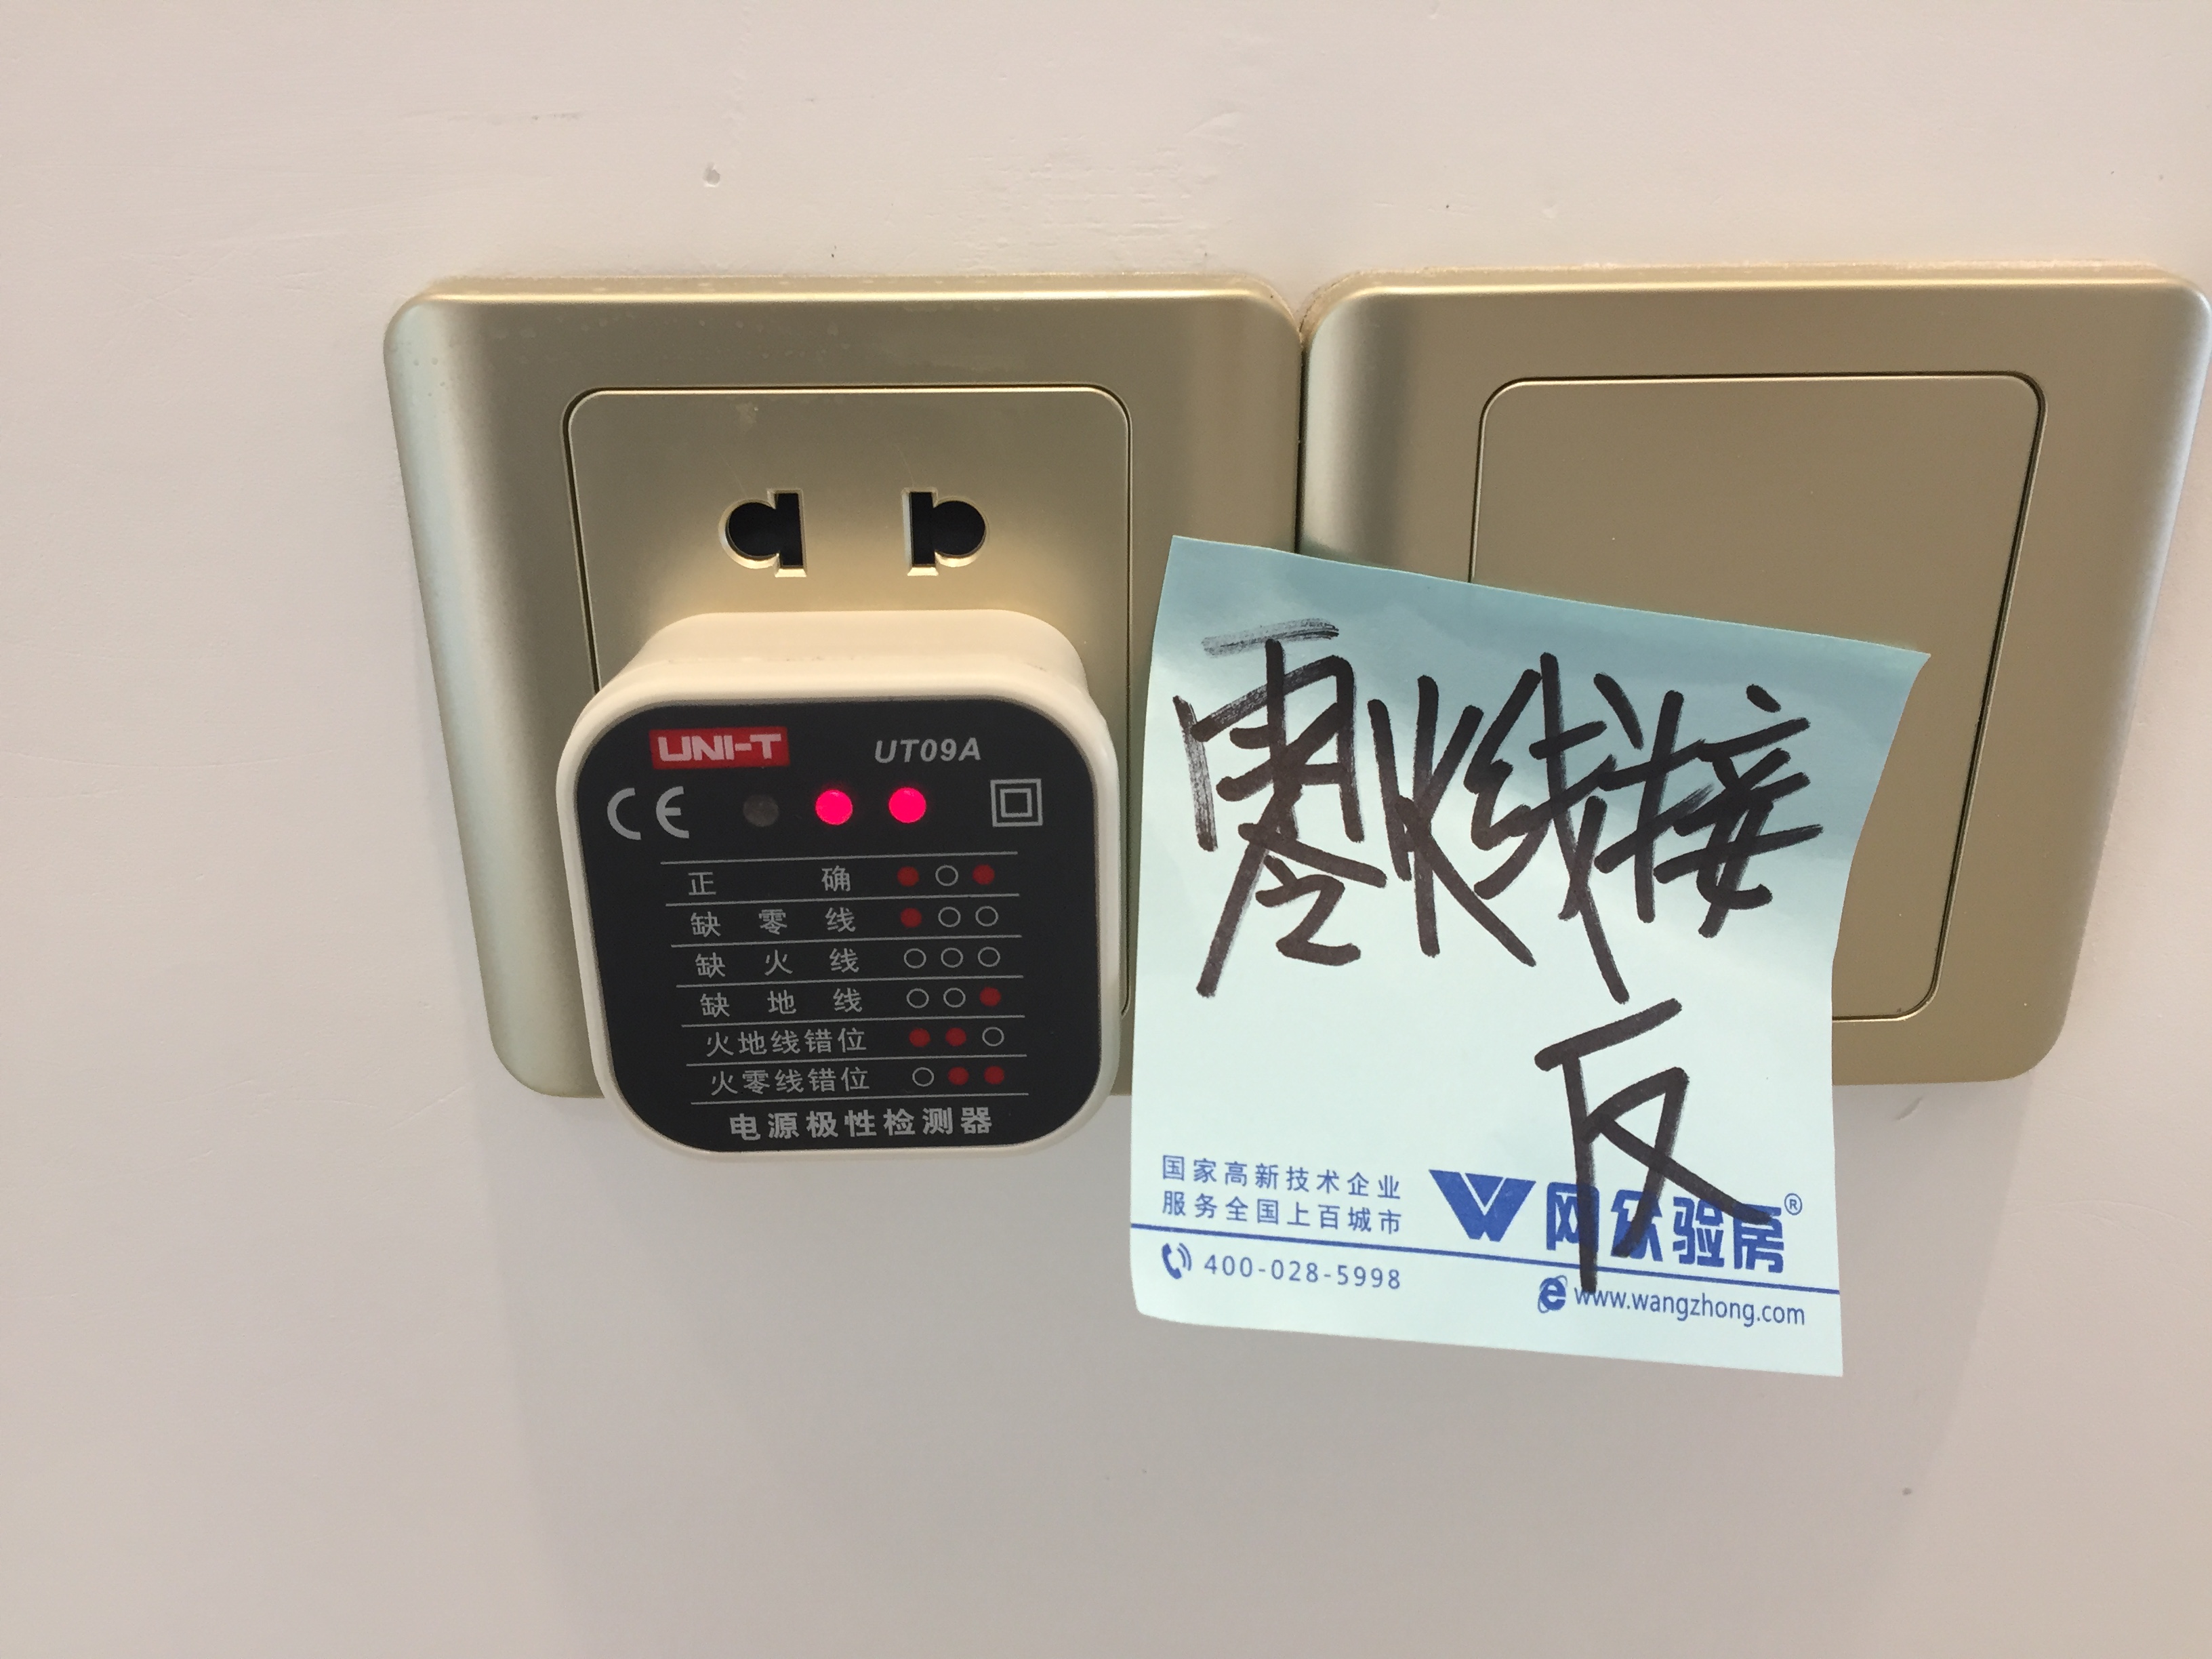 UNI-T UT09A
CE
正确
缺零线
缺火线
缺地线
火地线错位
火零线错位
电源极性检测器
零火线接
反
国家高新技术企业
服务全国上百城市
网众验房®
400-028-5998
www.wangzhong.com